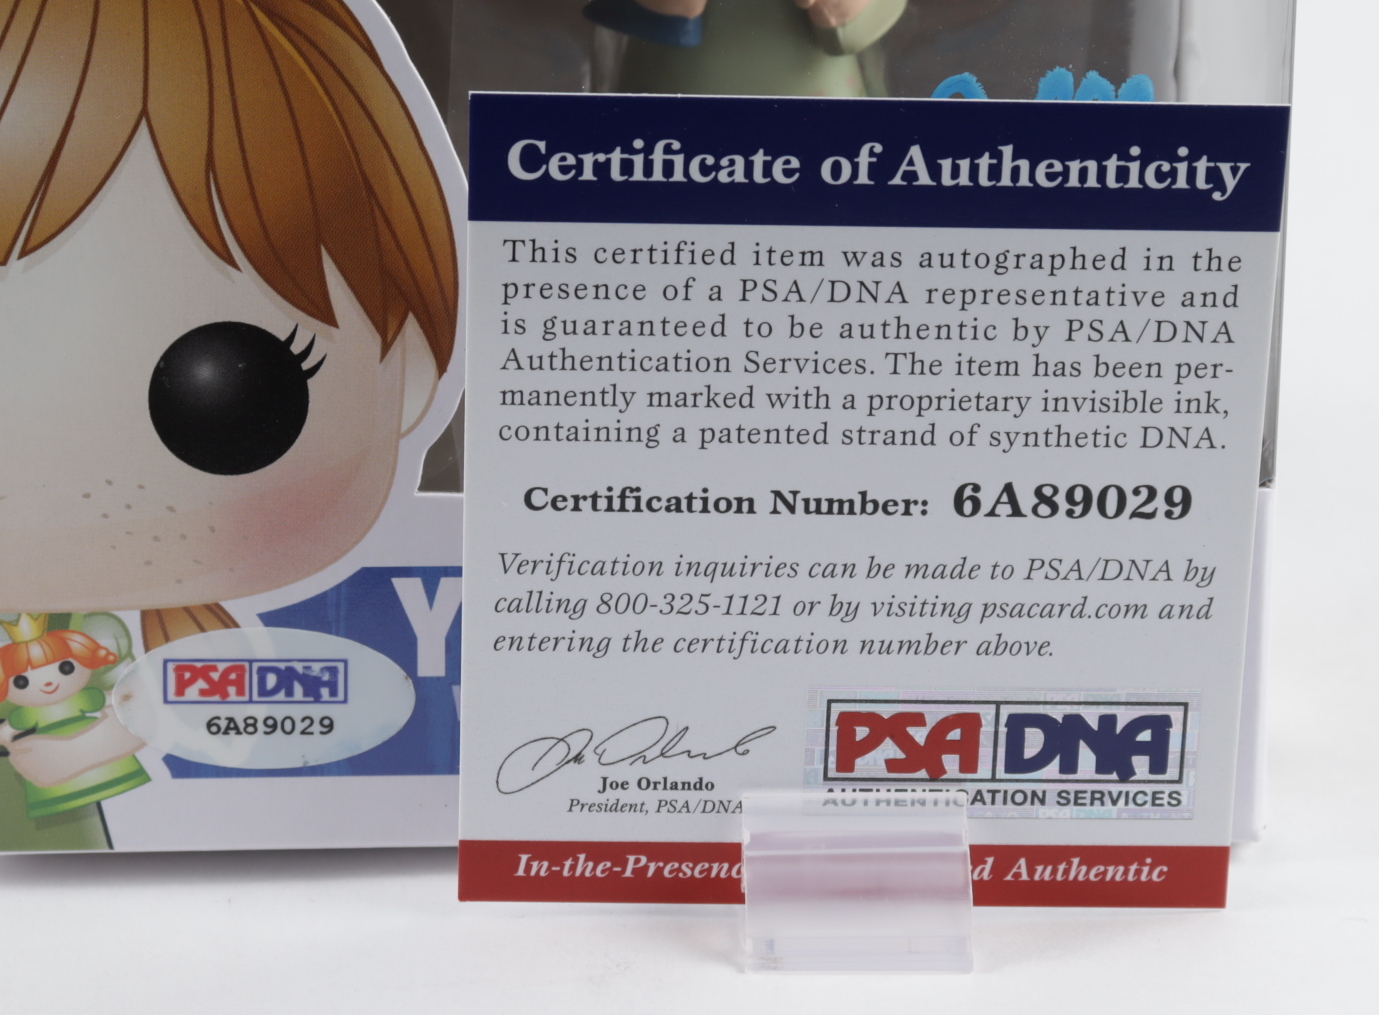 Certificate of Authenticity
This certified item was autographed in the
presence of a PSA/DNA representative and
is guaranteed to be authentic by PSA/DNA
Authentication Services. The item has been per-
manently marked with a proprietary invisible ink,
containing a patented strand of synthetic DNA.
Certification Number: 6A89029
Verification inquiries can be made to PSA/DNA by
calling 800-325-1121 or by visiting psacard.com and
entering the certification number above.
Joe Orlando
President, PSA/DNA
PSA DNA
AUTHENTICATION SERVICES
In-the-Presenc d Authentic
Y
PSA DNA
6A89029